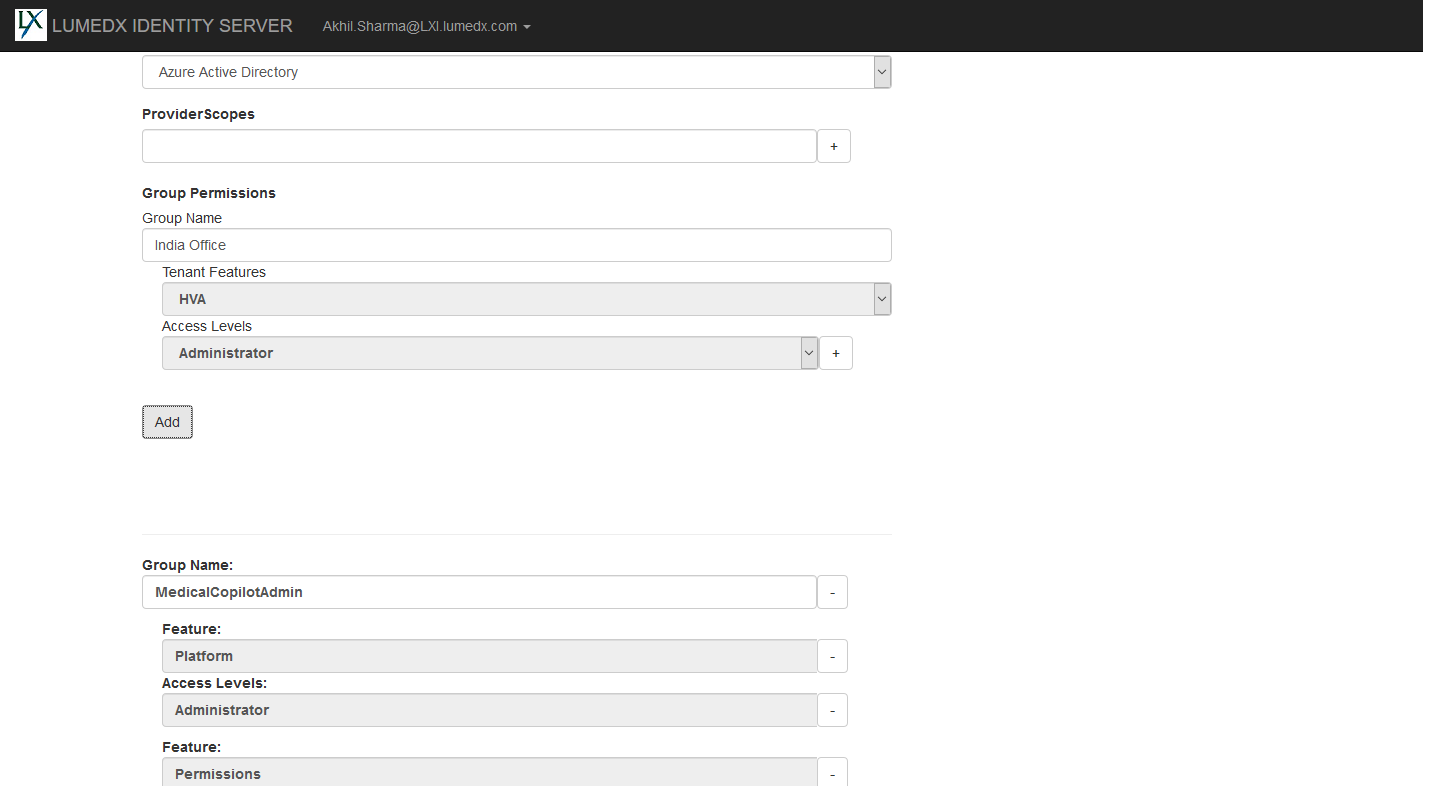 LX LUMEDX IDENTITY SERVER Akhil.Sharma@LXI.lumedx.com
Azure Active Directory
ProviderScopes
+
Group Permissions
Group Name
India Office
Tenant Features
HVA
Access Levels
Administrator +
Add
Group Name:
MedicalCopilotAdmin -
Feature:
Platform -
Access Levels:
Administrator -
Feature:
Permissions -